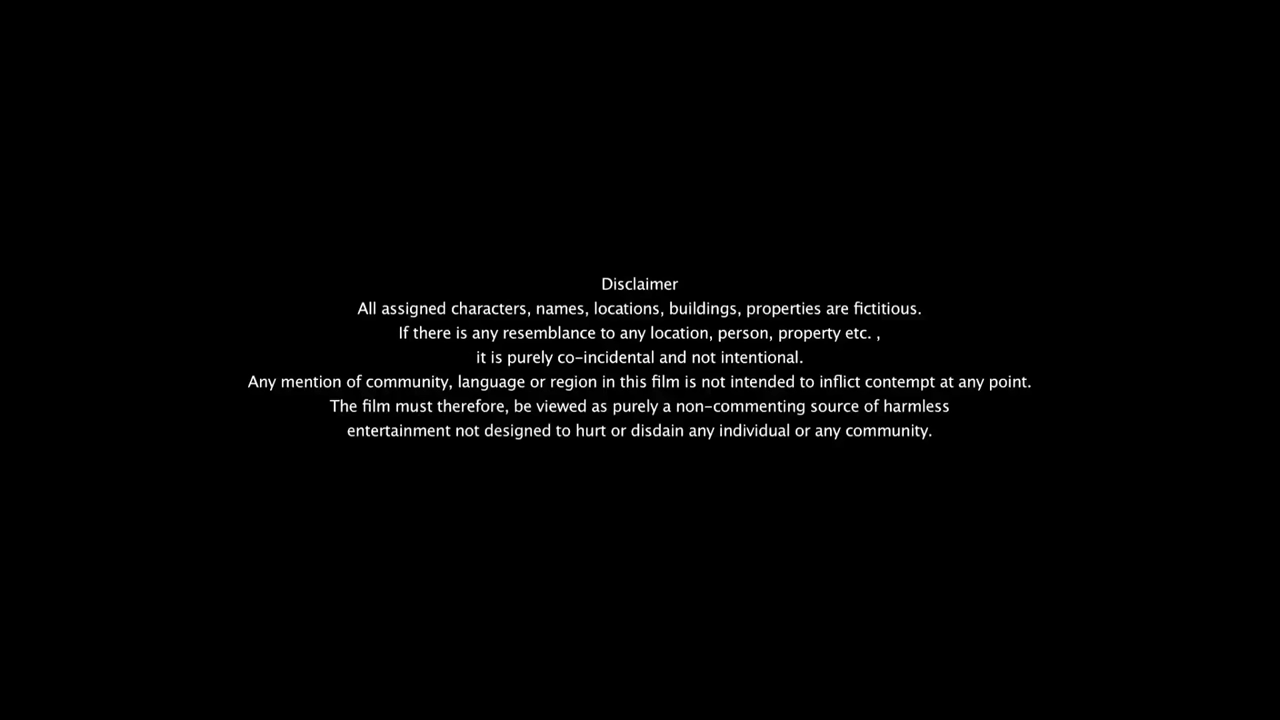 Disclaimer
All assigned characters, names, locations, buildings, properties are fictitious.
If there is any resemblance to any location, person, property etc. ,
it is purely co-incidental and not intentional.
Any mention of community, language or region in this film is not intended to inflict contempt at any point.
The film must therefore, be viewed as purely a non-commenting source of harmless
entertainment not designed to hurt or disdain any individual or any community.